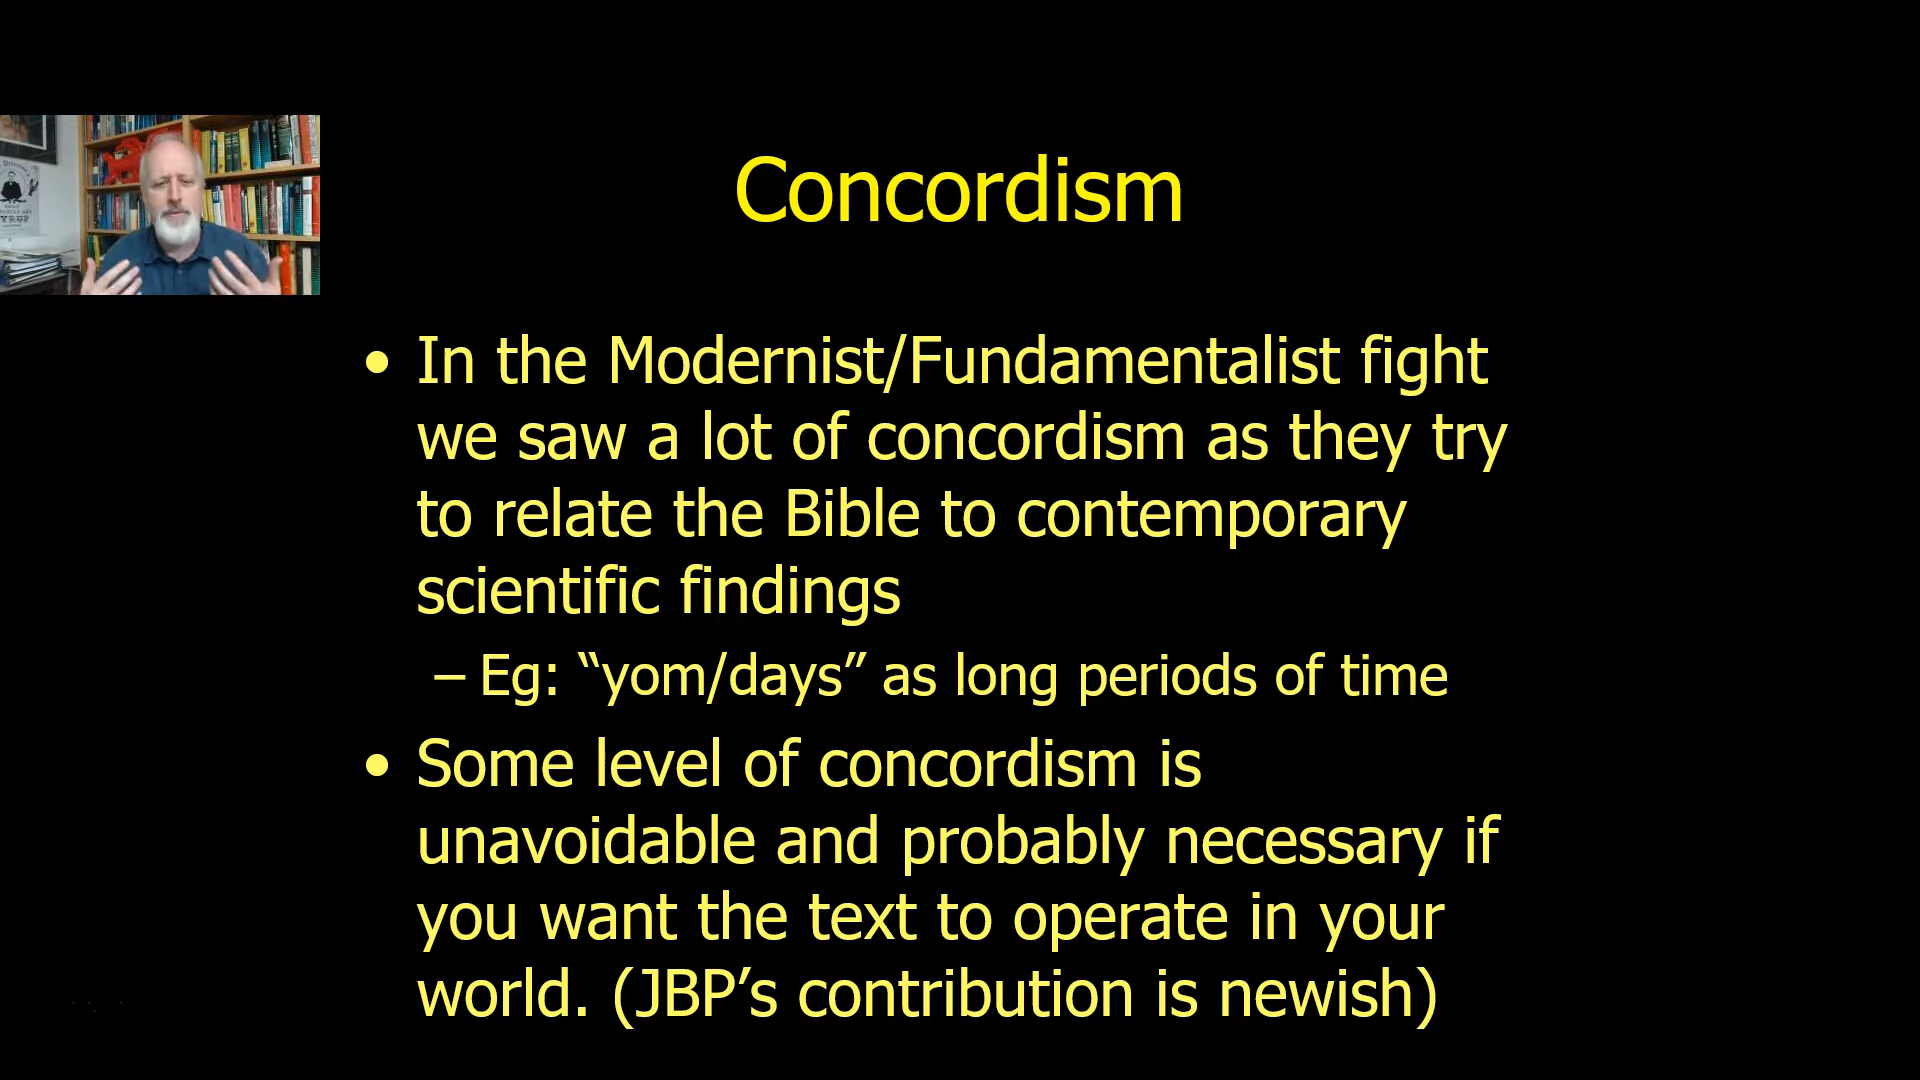 Concordism
• In the Modernist/Fundamentalist fight
we saw a lot of concordism as they try
to relate the Bible to contemporary
scientific findings
– Eg: “yom/days” as long periods of time
• Some level of concordism is
unavoidable and probably necessary if
you want the text to operate in your
world. (JBP’s contribution is newish)